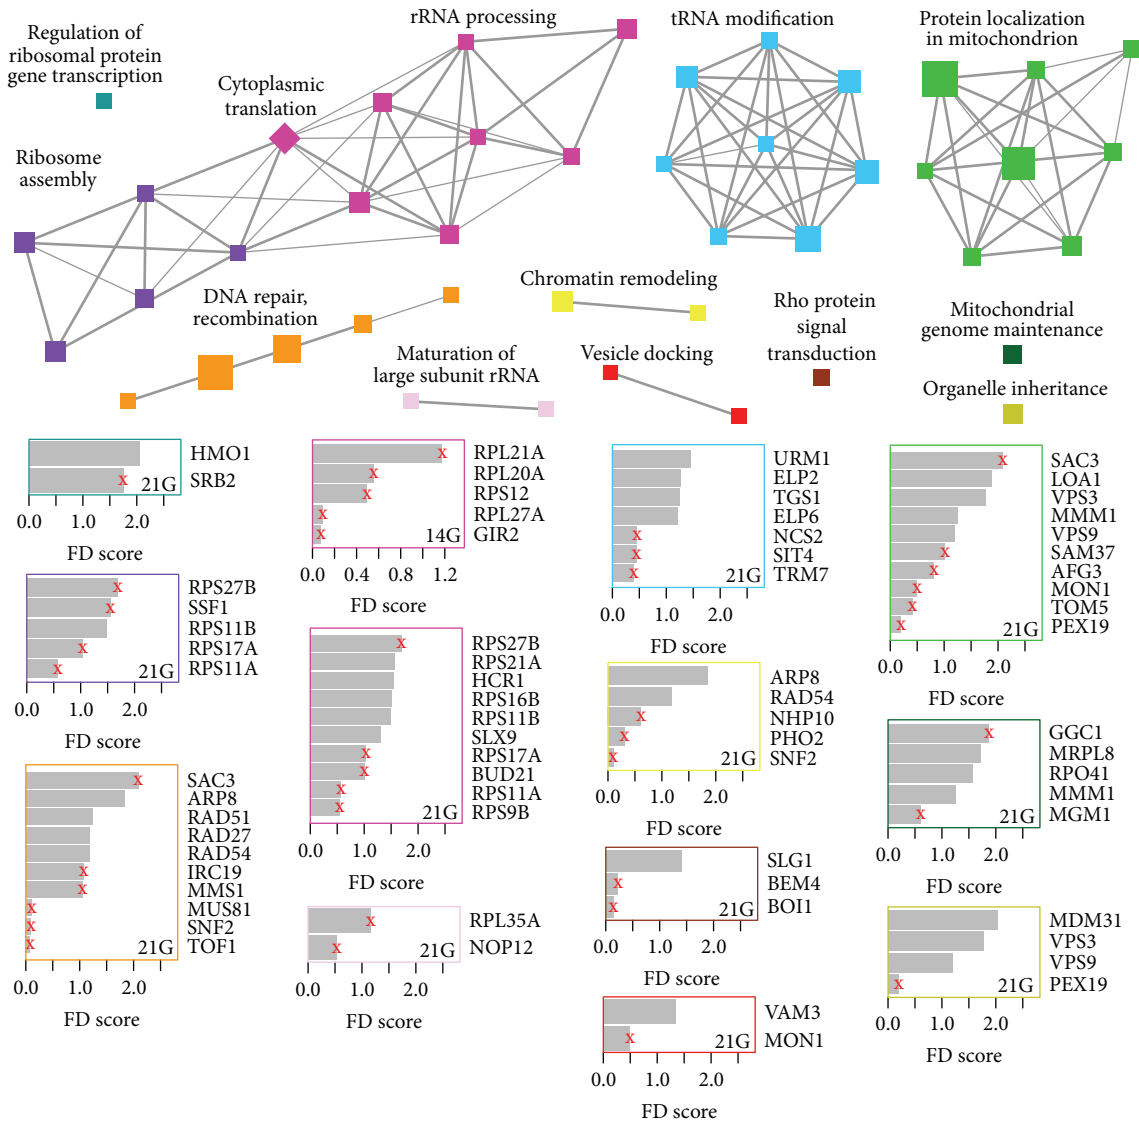 Regulation of
ribosomal protein
gene transcription
rRNA processing
tRNA modification
Protein localization
in mitochondrion
Cytoplasmic
translation
Ribosome
assembly
DNA repair,
recombination
Chromatin remodeling
Rho protein
signal
transduction
Mitochondrial
genome maintenance
Maturation of
large subunit rRNA
Vesicle docking
Organelle inheritance
HMO1
x SRB2
21G
0.0 1.0 2.0
FD score
x RPS27B
x SSF1
RPS11B
x RPS17A
x RPS11A
21G
0.0 1.0 2.0
FD score
x SAC3
ARP8
RAD51
RAD27
RAD54
x IRC19
x MMS1
x MUS81
x SNF2
x TOF1
21G
0.0 1.0 2.0
FD score
x RPL21A
x RPL20A
x RPS12
x RPL27A
x GIR2
14G
0.0 0.4 0.8 1.2
FD score
x RPS27B
RPS21A
HCR1
RPS16B
RPS11B
SLX9
x RPS17A
x BUD21
x RPS11A
x RPS9B
21G
0.0 1.0 2.0
FD score
x RPL35A
x NOP12
21G
0.0 1.0 2.0
FD score
URM1
ELP2
TGS1
ELP6
x NCS2
x SIT4
x TRM7
21G
0.0 1.0 2.0
FD score
ARP8
RAD54
x NHP10
x PHO2
x SNF2
21G
0.0 1.0 2.0
FD score
SLG1
x BEM4
x BOI1
21G
0.0 1.0 2.0
FD score
VAM3
x MON1
21G
0.0 1.0 2.0
FD score
x SAC3
LOA1
VPS3
MMM1
VPS9
x SAM37
x AFG3
x MON1
x TOM5
x PEX19
21G
0.0 1.0 2.0
FD score
x GGC1
MRPL8
RPO41
MMM1
x MGM1
21G
0.0 1.0 2.0
FD score
MDM31
VPS3
VPS9
x PEX19
21G
0.0 1.0 2.0
FD score